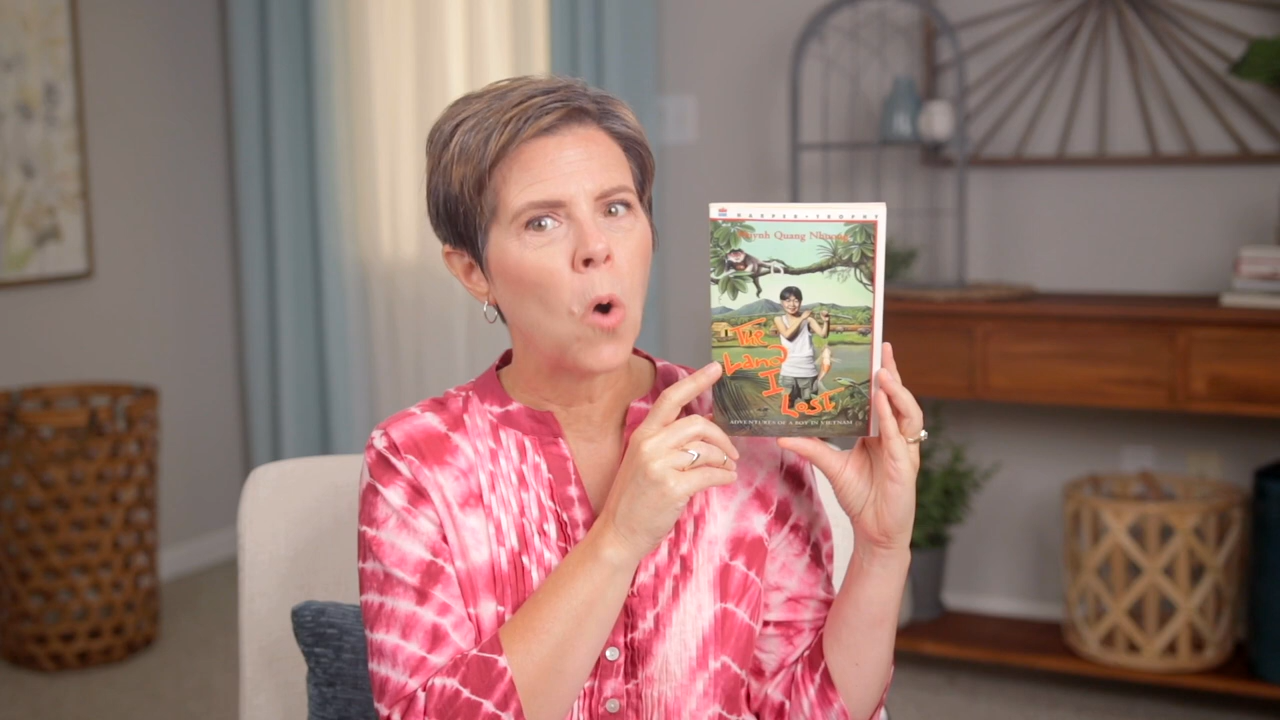 HARPER • TROPHY
Huynh Quang Nhuong
The
Land
I
Lost
ADVENTURES OF A BOY IN VIETNAM